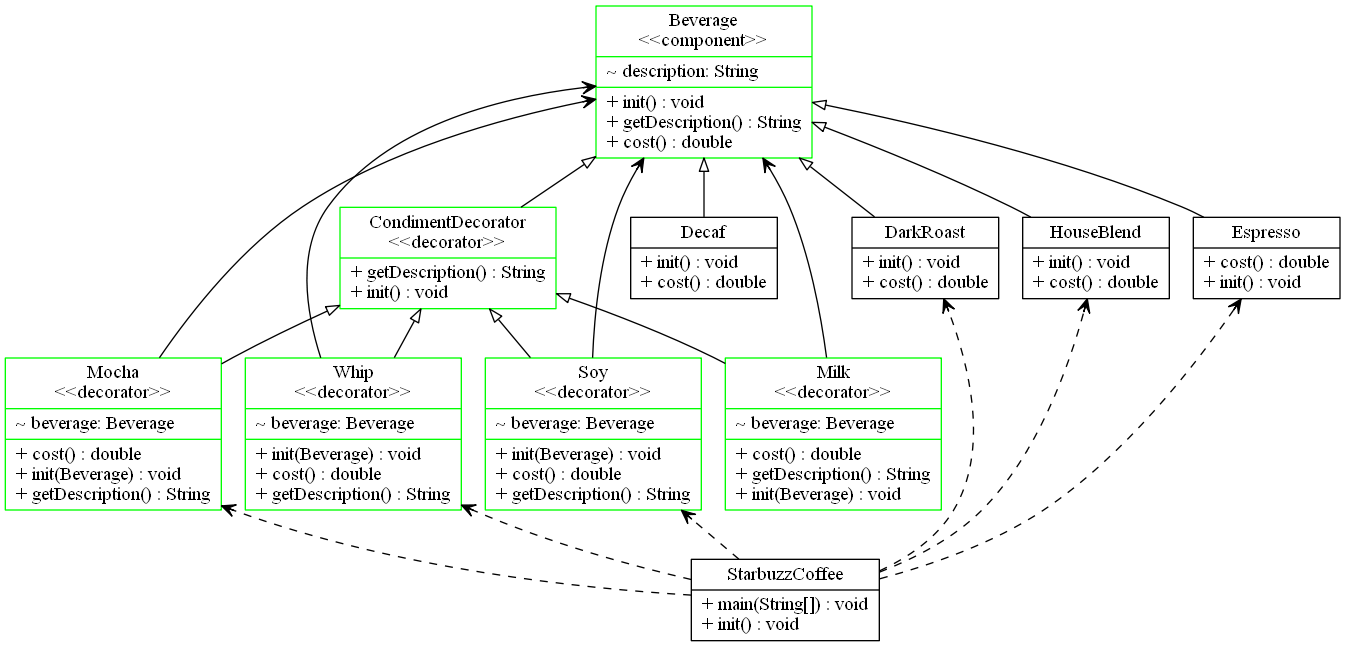 Beverage
<<component>>
~ description: String
+ init() : void
+ getDescription() : String
+ cost() : double
CondimentDecorator
<<decorator>>
+ getDescription() : String
+ init() : void
Decaf
+ init() : void
+ cost() : double
DarkRoast
+ init() : void
+ cost() : double
HouseBlend
+ init() : void
+ cost() : double
Espresso
+ cost() : double
+ init() : void
Mocha
<<decorator>>
~ beverage: Beverage
+ cost() : double
+ init(Beverage) : void
+ getDescription() : String
Whip
<<decorator>>
~ beverage: Beverage
+ init(Beverage) : void
+ cost() : double
+ getDescription() : String
Soy
<<decorator>>
~ beverage: Beverage
+ init(Beverage) : void
+ cost() : double
+ getDescription() : String
Milk
<<decorator>>
~ beverage: Beverage
+ cost() : double
+ getDescription() : String
+ init(Beverage) : void
StarbuzzCoffee
+ main(String[]) : void
+ init() : void